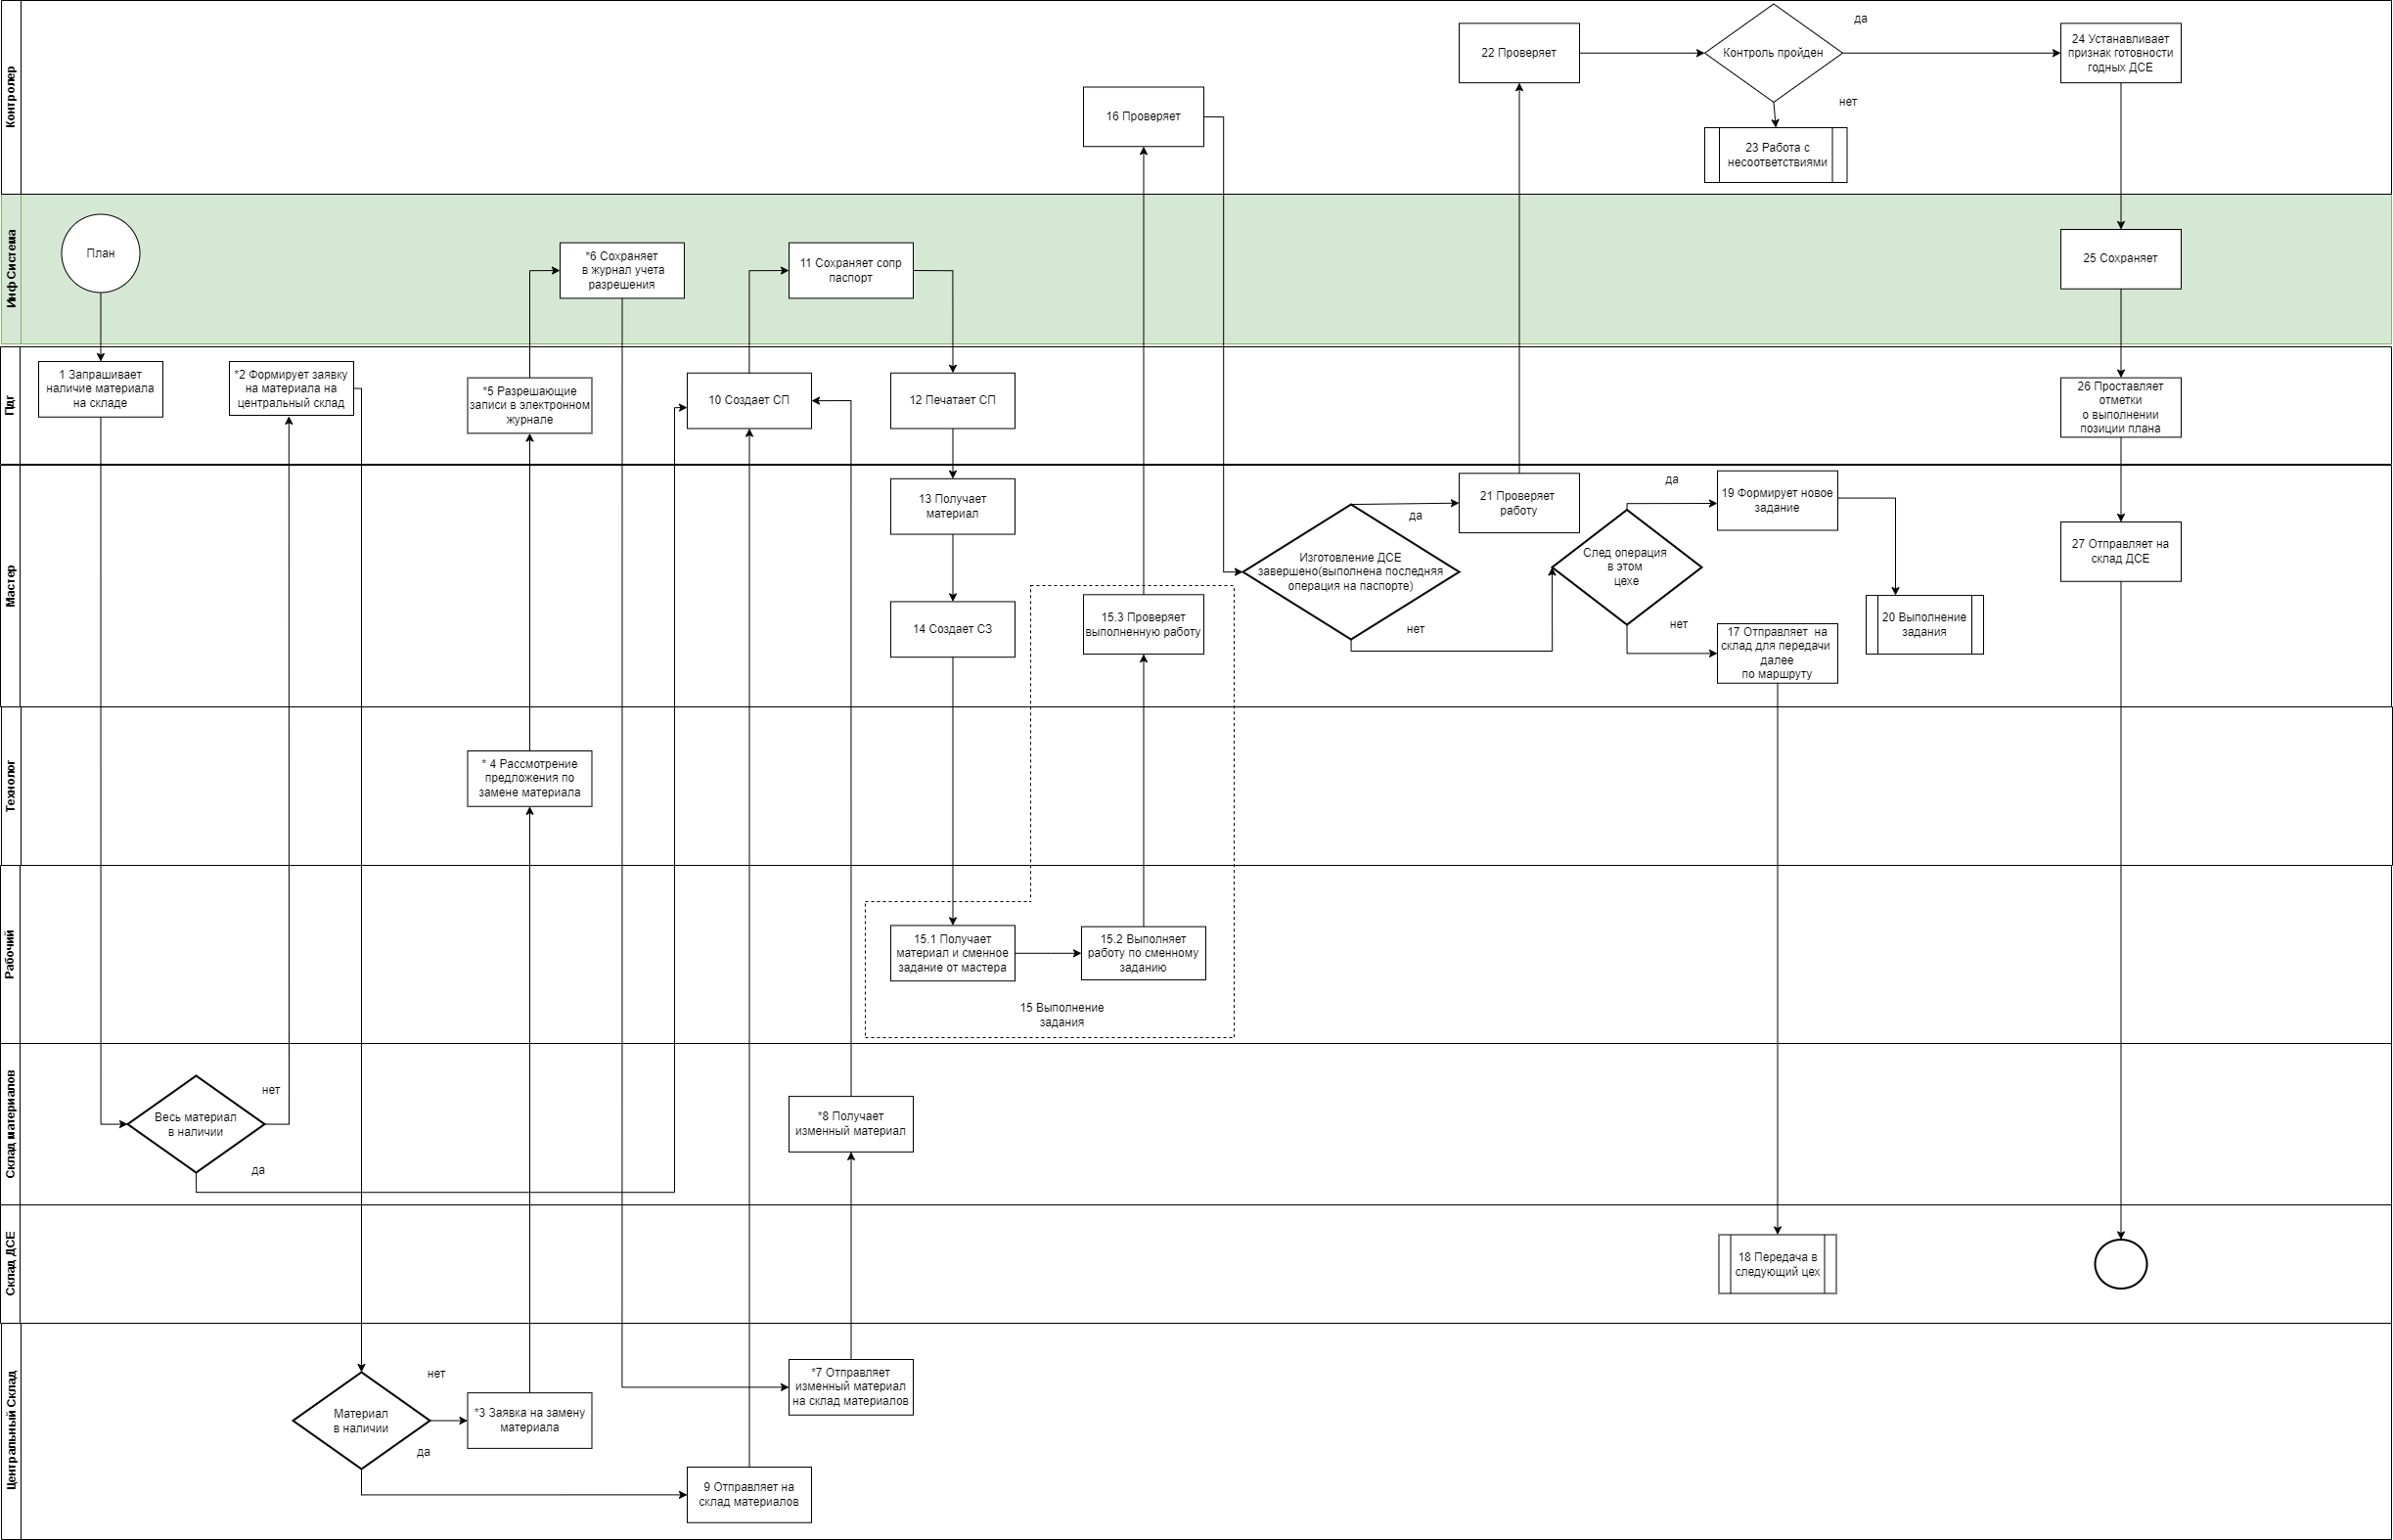 Контролер
22 Проверяет
Контроль пройден
да
24 Устанавливает
признак готовности
годных ДСЕ
16 Проверяет
нет
23 Работа с
несоответствиями
Инф Система
План
*6 Сохраняет
в журнал учета
разрешения
11 Сохраняет сопр
паспорт
25 Сохраняет
Пдг
1 Запрашивает
наличие материала
на складе
*2 Формирует заявку
на материала на
центральный склад
*5 Разрешающие
записи в электронном
журнале
10 Создает СП
12 Печатает СП
26 Проставляет
отметки
о выполнении
позиции плана
Мастер
13 Получает
материал
14 Создает СЗ
15.3 Проверяет
выполненную работу
Изготовление ДСЕ
завершено(выполнена последняя
операция на паспорте)
да
нет
21 Проверяет
работу
След операция
в этом
цехе
да
нет
19 Формирует новое
задание
17 Отправляет на
склад для передачи
далее
по маршруту
20 Выполнение
задания
27 Отправляет на
склад ДСЕ
Технолог
* 4 Рассмотрение
предложения по
замене материала
Рабочий
15.1 Получает
материал и сменное
задание от мастера
15.2 Выполняет
работу по сменному
заданию
15 Выполнение
задания
Склад материалов
Весь материал
в наличии
нет
да
*8 Получает
изменный материал
Склад ДСЕ
18 Передача в
следующий цех
Центральный Склад
Материал
в наличии
нет
да
*3 Заявка на замену
материала
*7 Отправляет
изменный материал
на склад материалов
9 Отправляет на
склад материалов